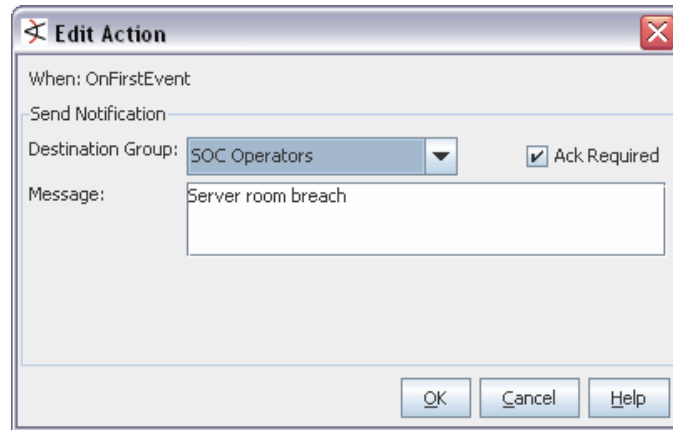 Edit Action
When: OnFirstEvent
Send Notification
Destination Group: SOC Operators Ack Required
Message: Server room breach
OK Cancel Help